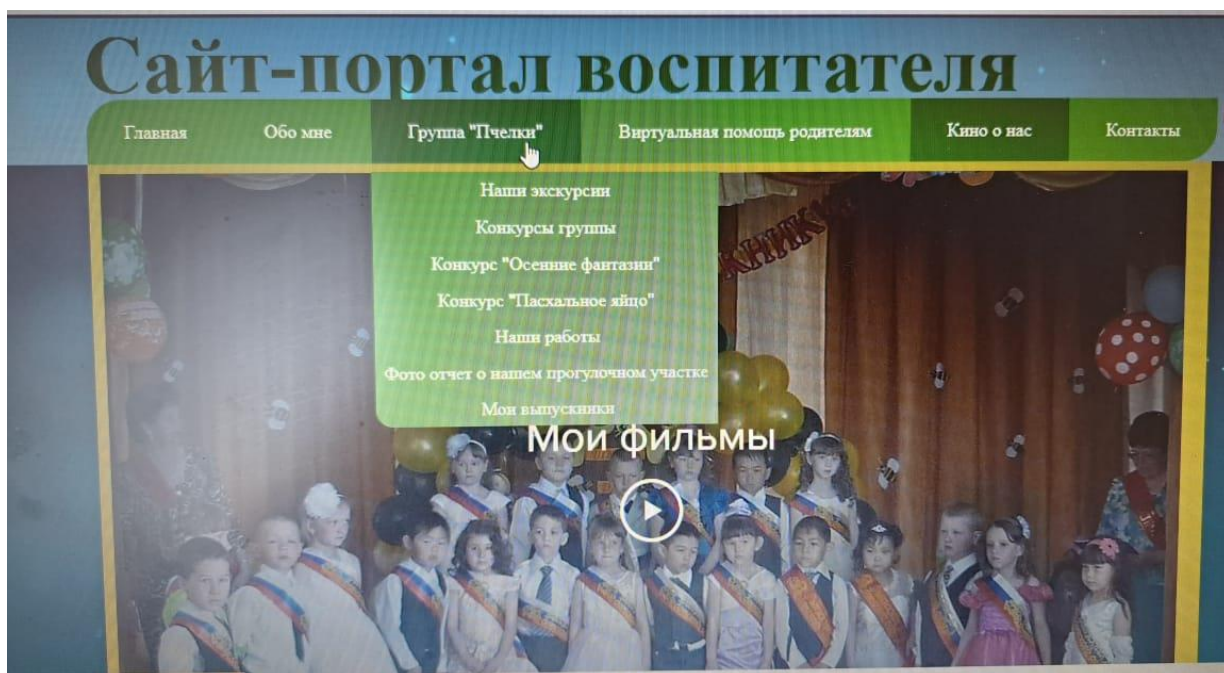 Сайт-портал воспитателя
Главная Обо мне Группа "Пчелки" Виртуальная помощь родителям Кино о нас Контакты
Наши экскурсии
Конкурсы группы
Конкурс "Осенние фантазии"
Конкурс "Пасхальное яйцо"
Наши работы
Фото отчет о нашем прогулочном участке
Мои выпускники
Мои фильмы